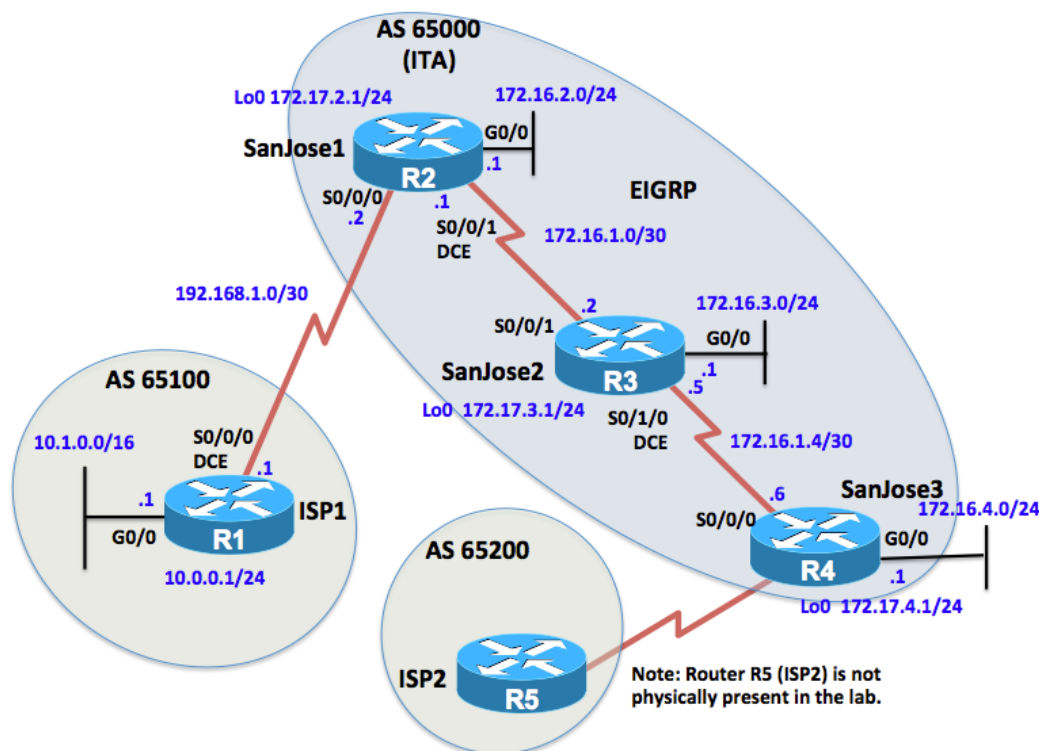 AS 65000
(ITA)
Lo0 172.17.2.1/24
172.16.2.0/24
G0/0
SanJose1
R2
.1
S0/0/0
.2
.1
S0/0/1
DCE
EIGRP
172.16.1.0/30
192.168.1.0/30
.2
172.16.3.0/24
S0/0/1
G0/0
SanJose2
R3
.1
.5
Lo0 172.17.3.1/24
S0/1/0
DCE
172.16.1.4/30
AS 65100
10.1.0.0/16
S0/0/0
DCE
.1
.1
ISP1
R1
G0/0
10.0.0.1/24
.6
SanJose3
172.16.4.0/24
S0/0/0
G0/0
R4
.1
Lo0 172.17.4.1/24
AS 65200
ISP2
R5
Note: Router R5 (ISP2) is not
physically present in the lab.